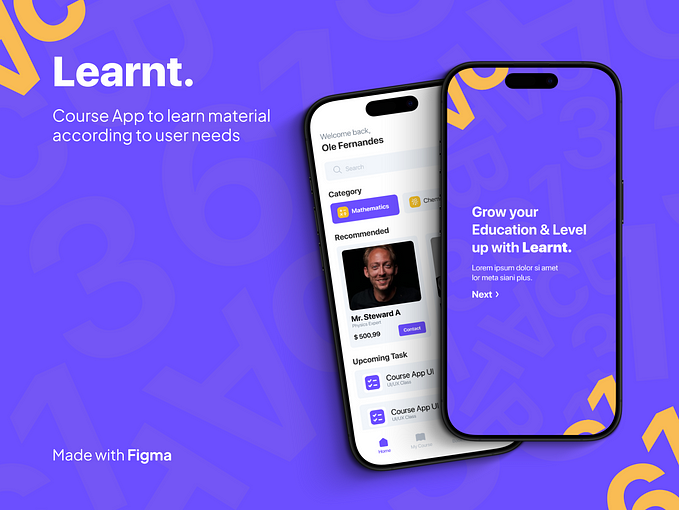 Learnt.
Course App to learn material
according to user needs
Welcome back,
Ole Fernandes
Search
Category
Mathematics
Recommended
Mr. Steward A
Physics Expert
$ 500,99
Contact
Upcoming Task
Course App UI
UI/UX Class
Course App UI
UI/UX Class
Home
My Course
Grow your
Education & Level
up with Learnt.
Lorem ipsum dolor si amet
lor meta siani plus.
Next ›
Made with Figma